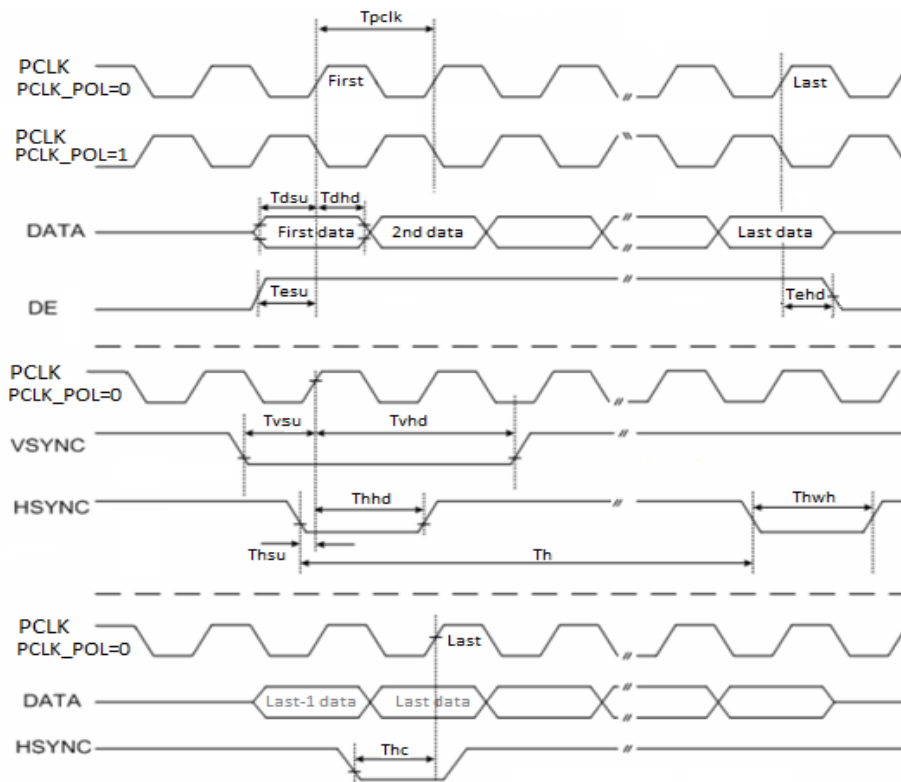 Tpclk
PCLK
PCLK_POL=0
First
Last
PCLK
PCLK_POL=1
Tdsu Tdhd
DATA
First data
2nd data
Last data
DE
Tesu
Tehd
PCLK
PCLK_POL=0
Tvsu
Tvhd
VSYNC
HSYNC
Thhd
Thwh
Thsu
Th
PCLK
PCLK_POL=0
Last
DATA
Last-1 data
Last data
HSYNC
Thc